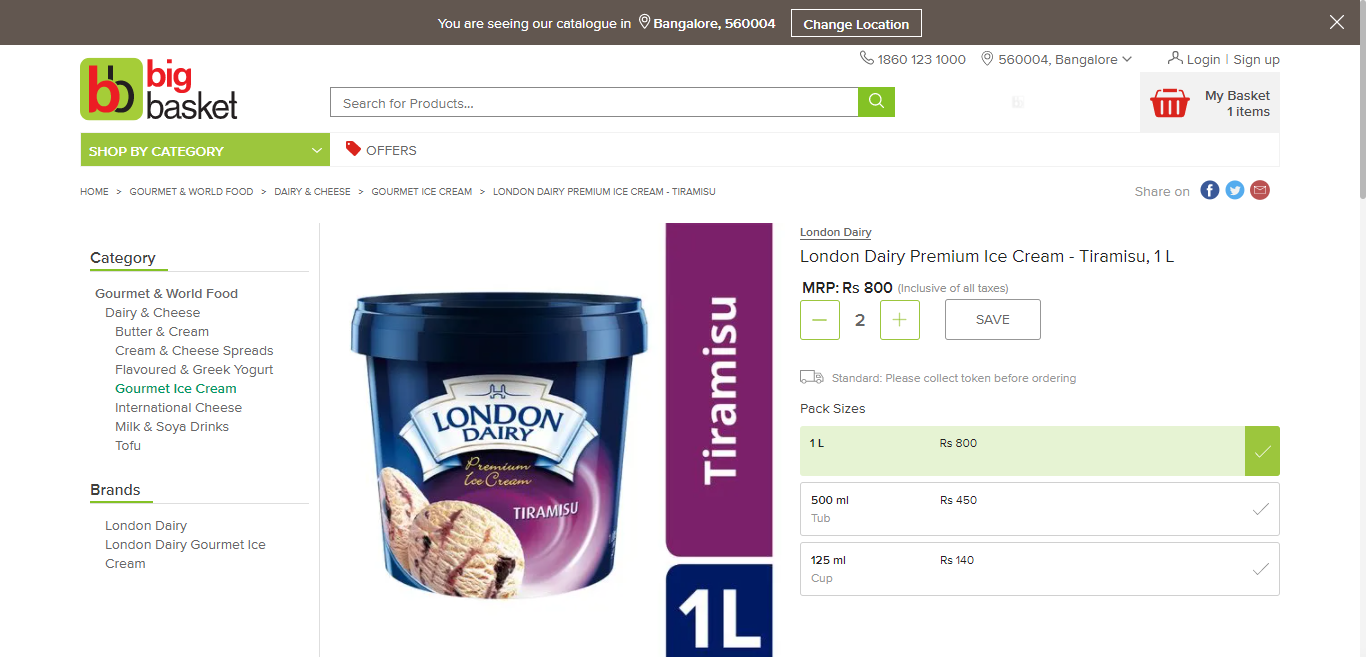 You are seeing our catalogue in Bangalore, 560004 Change Location
1860 123 1000 560004, Bangalore Login | Sign up
bb big basket
Search for Products...
My Basket
1 items
SHOP BY CATEGORY OFFERS
HOME > GOURMET & WORLD FOOD > DAIRY & CHEESE > GOURMET ICE CREAM > LONDON DAIRY PREMIUM ICE CREAM - TIRAMISU
Share on
Category
Gourmet & World Food
Dairy & Cheese
Butter & Cream
Cream & Cheese Spreads
Flavoured & Greek Yogurt
Gourmet Ice Cream
International Cheese
Milk & Soya Drinks
Tofu
Brands
London Dairy
London Dairy Gourmet Ice
Cream
LONDON
DAIRY
Premium
Ice Cream
TIRAMISU
Tiramisu
1L
London Dairy
London Dairy Premium Ice Cream - Tiramisu, 1 L
MRP: Rs 800 (Inclusive of all taxes)
2 SAVE
Standard: Please collect token before ordering
Pack Sizes
1 L Rs 800
500 ml Rs 450
Tub
125 ml Rs 140
Cup